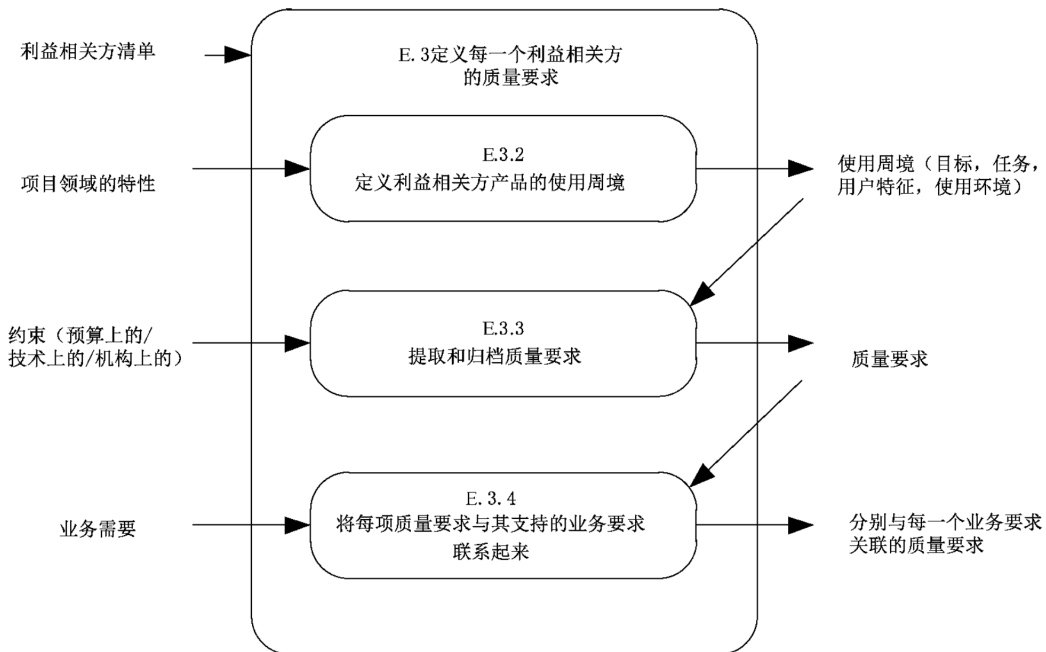 利益相关方清单
E.3定义每一个利益相关方
的质量要求
项目领域的特性
E.3.2
定义利益相关方产品的使用周境
使用周境（目标，任务，
用户特征，使用环境）
约束（预算上的/
技术上的/机构上的）
E.3.3
提取和归档质量要求
质量要求
业务需要
E.3.4
将每项质量要求与其支持的业务要求
联系起来
分别与每一个业务要求
关联的质量要求